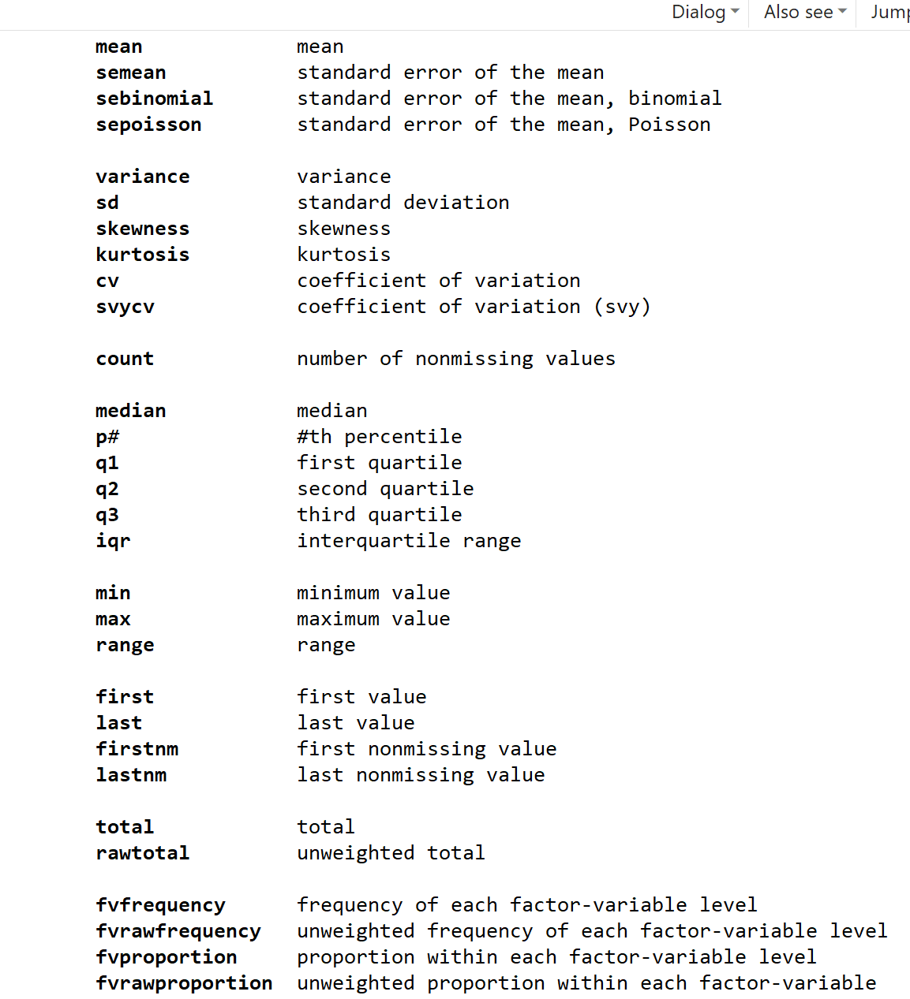 Dialog Also see Jump
mean mean
semean standard error of the mean
sebinomial standard error of the mean, binomial
sepoisson standard error of the mean, Poisson
variance variance
sd standard deviation
skewness skewness
kurtosis kurtosis
cv coefficient of variation
svycv coefficient of variation (svy)
count number of nonmissing values
median median
p# #th percentile
q1 first quartile
q2 second quartile
q3 third quartile
iqr interquartile range
min minimum value
max maximum value
range range
first first value
last last value
firstnm first nonmissing value
lastnm last nonmissing value
total total
rawtotal unweighted total
fvfrequency frequency of each factor-variable level
fvrawfrequency unweighted frequency of each factor-variable level
fvproportion proportion within each factor-variable level
fvrawproportion unweighted proportion within each factor-variable